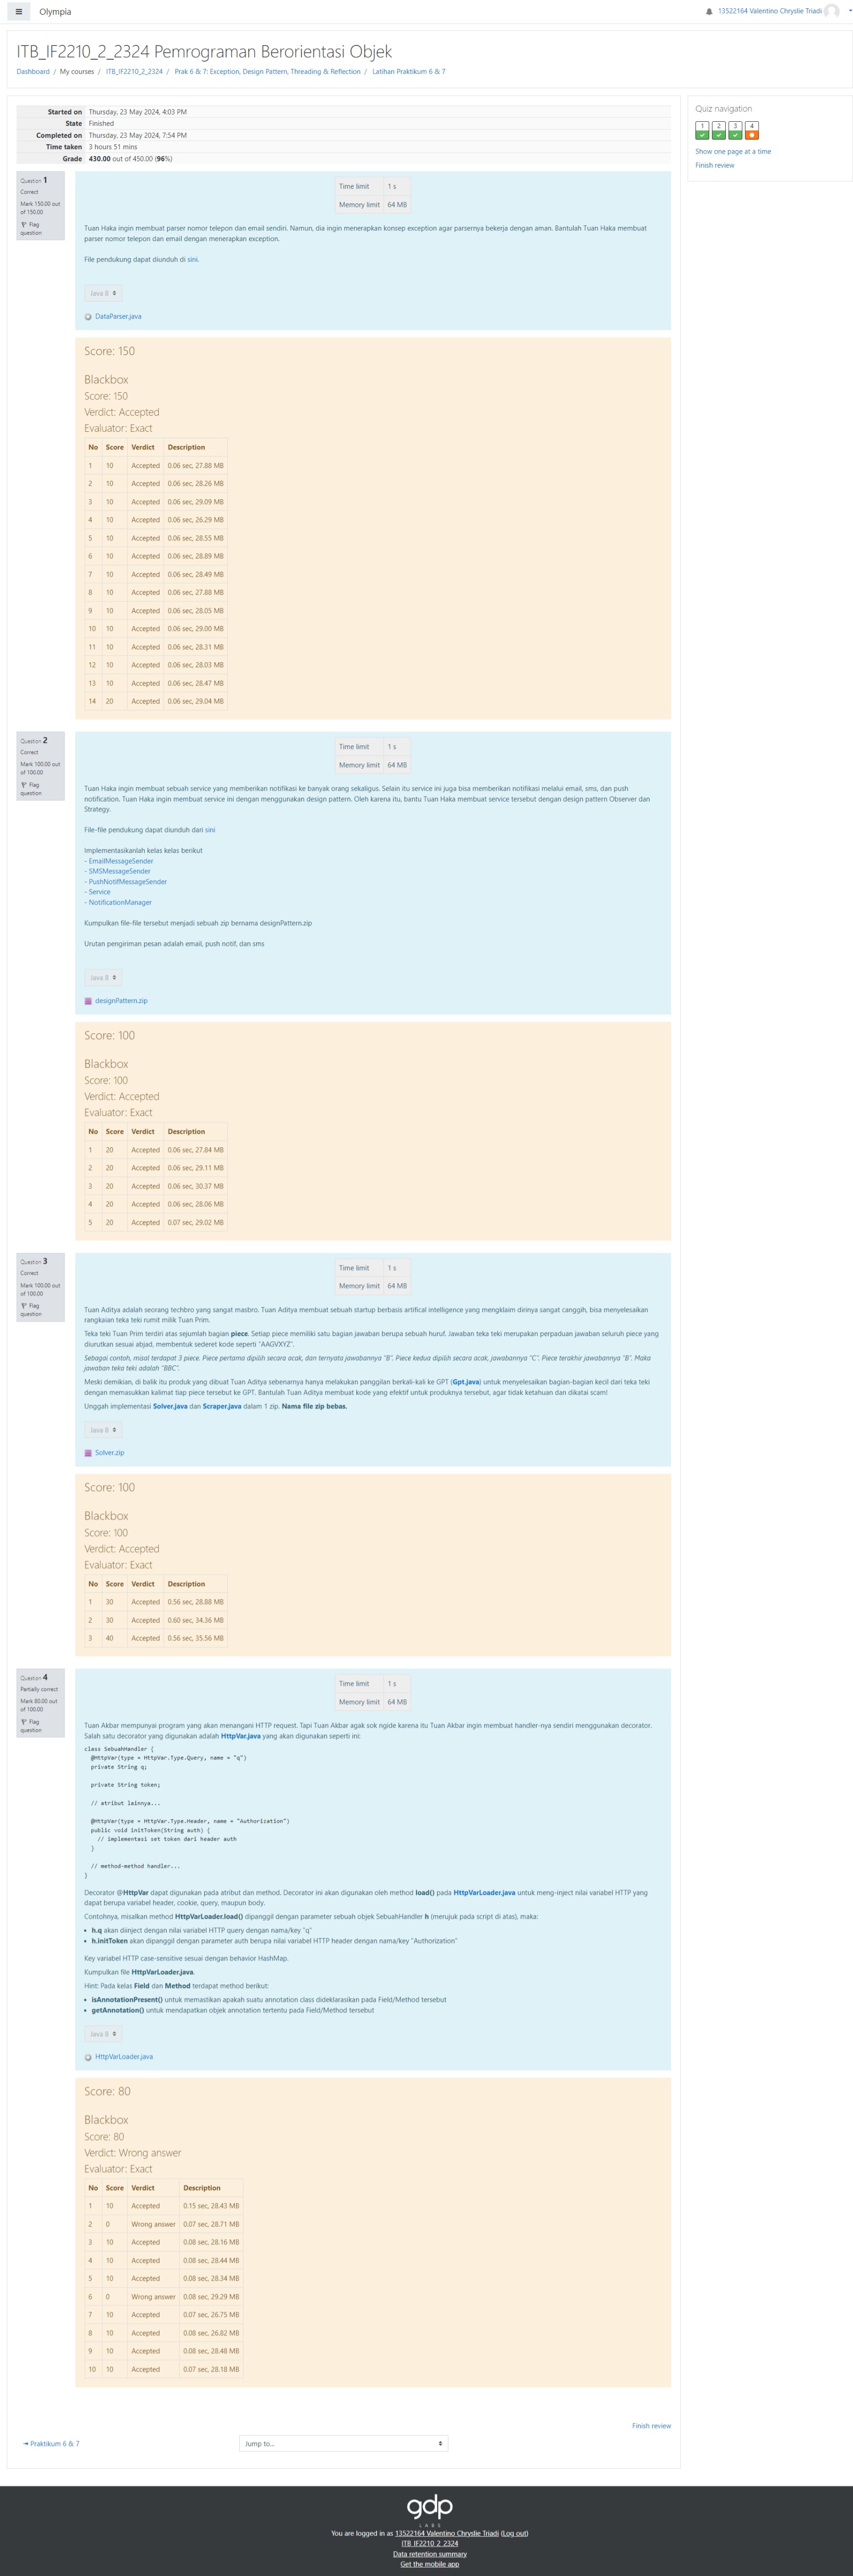 Olympia
13522164 Valentino Chryslie Triadi
ITB_IF2210_2_2324 Pemrograman Berorientasi Objek
Dashboard / My courses / ITB_IF2210_2_2324 / Prak 6 & 7: Exception, Design Pattern, Threading & Reflection / Latihan Praktikum 6 & 7
Started on Thursday, 23 May 2024, 4:03 PM
State Finished
Completed on Thursday, 23 May 2024, 7:54 PM
Time taken 3 hours 51 mins
Grade 430.00 out of 450.00 (96%)
Quiz navigation
1 2 3 4
Show one page at a time
Finish review
Question 1
Correct
Mark 150.00 out
of 150.00
Flag
question
Time limit 1 s
Memory limit 64 MB
Tuan Haka ingin membuat parser nomor telepon dan email sendiri. Namun, dia ingin menerapkan konsep exception agar parsernya bekerja dengan aman. Bantulah Tuan Haka membuat
parser nomor telepon dan email dengan menerapkan exception.
File pendukung dapat diunduh di sini.
Java 8
DataParser.java
Score: 150
Blackbox
Score: 150
Verdict: Accepted
Evaluator: Exact
No Score Verdict Description
1 10 Accepted 0.06 sec, 27.88 MB
2 10 Accepted 0.06 sec, 28.26 MB
3 10 Accepted 0.06 sec, 29.09 MB
4 10 Accepted 0.06 sec, 26.29 MB
5 10 Accepted 0.06 sec, 28.55 MB
6 10 Accepted 0.06 sec, 28.89 MB
7 10 Accepted 0.06 sec, 28.49 MB
8 10 Accepted 0.06 sec, 27.88 MB
9 10 Accepted 0.06 sec, 28.05 MB
10 10 Accepted 0.06 sec, 29.00 MB
11 10 Accepted 0.06 sec, 28.31 MB
12 10 Accepted 0.06 sec, 28.03 MB
13 10 Accepted 0.06 sec, 28.47 MB
14 20 Accepted 0.06 sec, 29.04 MB
Question 2
Correct
Mark 100.00 out
of 100.00
Flag
question
Time limit 1 s
Memory limit 64 MB
Tuan Haka ingin membuat sebuah service yang memberikan notifikasi ke banyak orang sekaligus. Selain itu service ini juga bisa memberikan notifikasi melalui email, sms, dan push
notification. Tuan Haka ingin membuat service ini dengan menggunakan design pattern. Oleh karena itu, bantu Tuan Haka membuat service tersebut dengan design pattern Observer dan
Strategy.
File-file pendukung dapat diunduh dari sini
Implementasikanlah kelas kelas berikut
- EmailMessageSender
- SMSMessageSender
- PushNotifMessageSender
- Service
- NotificationManager
Kumpulkan file-file tersebut menjadi sebuah zip bernama designPattern.zip
Urutan pengiriman pesan adalah email, push notif, dan sms
Java 8
designPattern.zip
Score: 100
Blackbox
Score: 100
Verdict: Accepted
Evaluator: Exact
No Score Verdict Description
1 20 Accepted 0.06 sec, 27.84 MB
2 20 Accepted 0.06 sec, 29.11 MB
3 20 Accepted 0.06 sec, 30.37 MB
4 20 Accepted 0.06 sec, 28.06 MB
5 20 Accepted 0.07 sec, 29.02 MB
Question 3
Correct
Mark 100.00 out
of 100.00
Flag
question
Time limit 1 s
Memory limit 64 MB
Tuan Aditya adalah seorang techbro yang sangat masbro. Tuan Aditya membuat sebuah startup berbasis artifical intelligence yang mengklaim dirinya sangat canggih, bisa menyelesaikan
rangkaian teka teki rumit milik Tuan Prim.
Teka teki Tuan Prim terdiri atas sejumlah bagian piece. Setiap piece memiliki satu bagian jawaban berupa sebuah huruf. Jawaban teka teki merupakan perpaduan jawaban seluruh piece yang
diurutkan sesuai abjad, membentuk sederet kode seperti "AAGVXYZ".
Sebagai contoh, misal terdapat 3 piece. Piece pertama dipilih secara acak, dan ternyata jawabannya "B". Piece kedua dipilih secara acak, jawabannya "C". Piece terakhir jawabannya "B". Maka
jawaban teka teki adalah "BBC".
Meski demikian, di balik itu produk yang dibuat Tuan Aditya sebenarnya hanya melakukan panggilan berkali-kali ke GPT (Gpt.java) untuk menyelesaikan bagian-bagian kecil dari teka teki
dengan memasukkan kalimat tiap piece tersebut ke GPT. Bantulah Tuan Aditya membuat kode yang efektif untuk produknya tersebut, agar tidak ketahuan dan dikatai scam!
Unggah implementasi Solver.java dan Scraper.java dalam 1 zip. Nama file zip bebas.
Java 8
Solver.zip
Score: 100
Blackbox
Score: 100
Verdict: Accepted
Evaluator: Exact
No Score Verdict Description
1 30 Accepted 0.56 sec, 28.88 MB
2 30 Accepted 0.60 sec, 34.36 MB
3 40 Accepted 0.56 sec, 35.56 MB
Question 4
Partially correct
Mark 80.00 out
of 100.00
Flag
question
Time limit 1 s
Memory limit 64 MB
Tuan Akbar mempunyai program yang akan menangani HTTP request. Tapi Tuan Akbar agak sok ngide karena itu Tuan Akbar ingin membuat handler-nya sendiri menggunakan decorator.
Salah satu decorator yang digunakan adalah HttpVar.java yang akan digunakan seperti ini:
class SebuahHandler {
@HttpVar(type = HttpVar.Type.Query, name = "q")
private String q;
private String token;
// atribut lainnya...
@HttpVar(type = HttpVar.Type.Header, name = "Authorization")
public void initToken(String auth) {
// implementasi set token dari header auth
}
// method-method handler...
}
Decorator @HttpVar dapat digunakan pada atribut dan method. Decorator ini akan digunakan oleh method load() pada HttpVarLoader.java untuk meng-inject nilai variabel HTTP yang
dapat berupa variabel header, cookie, query, maupun body.
Contohnya, misalkan method HttpVarLoader.load() dipanggil dengan parameter sebuah objek SebuahHandler h (merujuk pada script di atas), maka:
• h.q akan diinject dengan nilai variabel HTTP query dengan nama/key "q"
• h.initToken akan dipanggil dengan parameter auth berupa nilai variabel HTTP header dengan nama/key "Authorization"
Key variabel HTTP case-sensitive sesuai dengan behavior HashMap.
Kumpulkan file HttpVarLoader.java.
Hint: Pada kelas Field dan Method terdapat method berikut:
• isAnnotationPresent() untuk memastikan apakah suatu annotation class dideklarasikan pada Field/Method tersebut
• getAnnotation() untuk mendapatkan objek annotation tertentu pada Field/Method tersebut
Java 8
HttpVarLoader.java
Score: 80
Blackbox
Score: 80
Verdict: Wrong answer
Evaluator: Exact
No Score Verdict Description
1 10 Accepted 0.15 sec, 28.43 MB
2 0 Wrong answer 0.07 sec, 28.71 MB
3 10 Accepted 0.08 sec, 28.16 MB
4 10 Accepted 0.08 sec, 28.44 MB
5 10 Accepted 0.08 sec, 28.34 MB
6 0 Wrong answer 0.08 sec, 29.29 MB
7 10 Accepted 0.07 sec, 26.75 MB
8 10 Accepted 0.08 sec, 26.82 MB
9 10 Accepted 0.08 sec, 28.48 MB
10 10 Accepted 0.07 sec, 28.18 MB
Finish review
Praktikum 6 & 7
Jump to...
gdp
LABS
You are logged in as 13522164 Valentino Chryslie Triadi (Log out)
ITB_IF2210_2_2324
Data retention summary
Get the mobile app